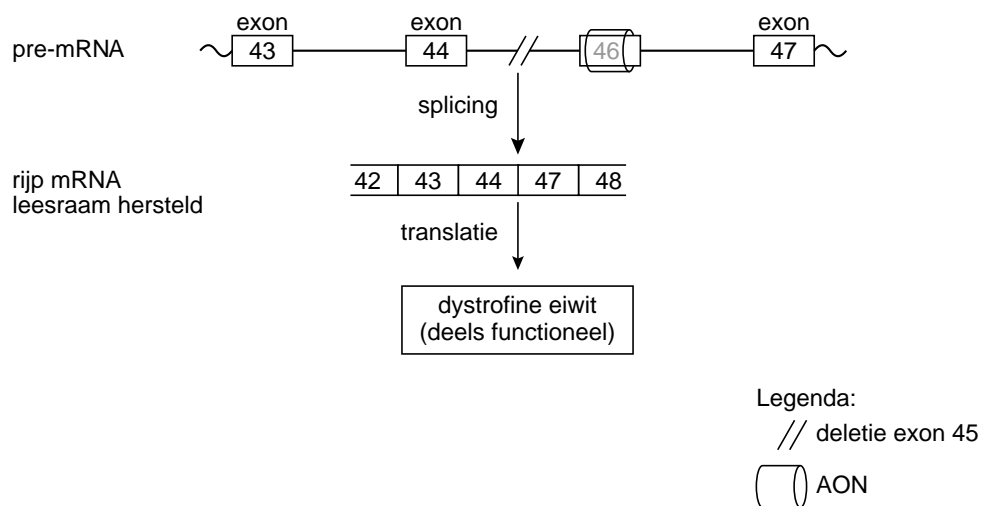 exon exon exon
pre-mRNA 43 44 46 47
splicing
rijp mRNA 42 43 44 47 48
leesraam hersteld
translatie
dystrofine eiwit
(deels functioneel)
Legenda:
deletie exon 45
AON